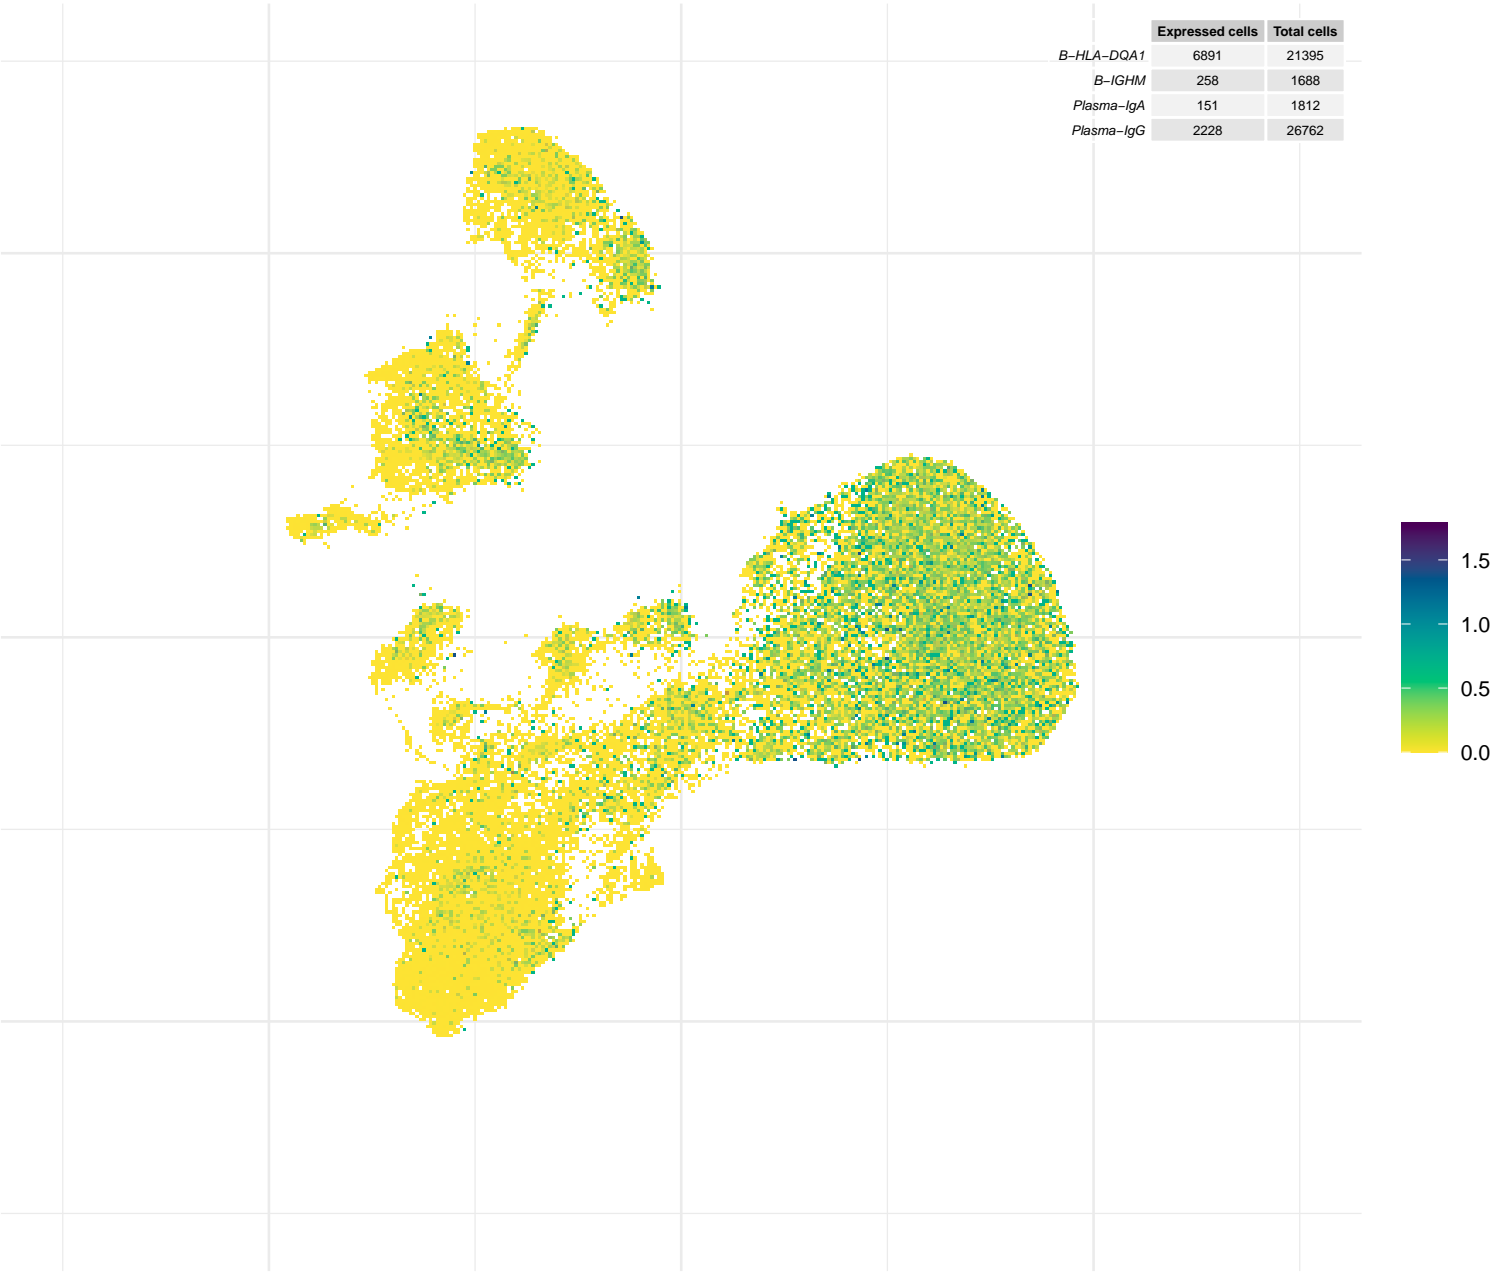 Expressed cells Total cells
B−HLA−DQA1 6891 21395
B−IGHM 258 1688
Plasma−IgA 151 1812
Plasma−IgG 2228 26762
1.5
1.0
0.5
0.0